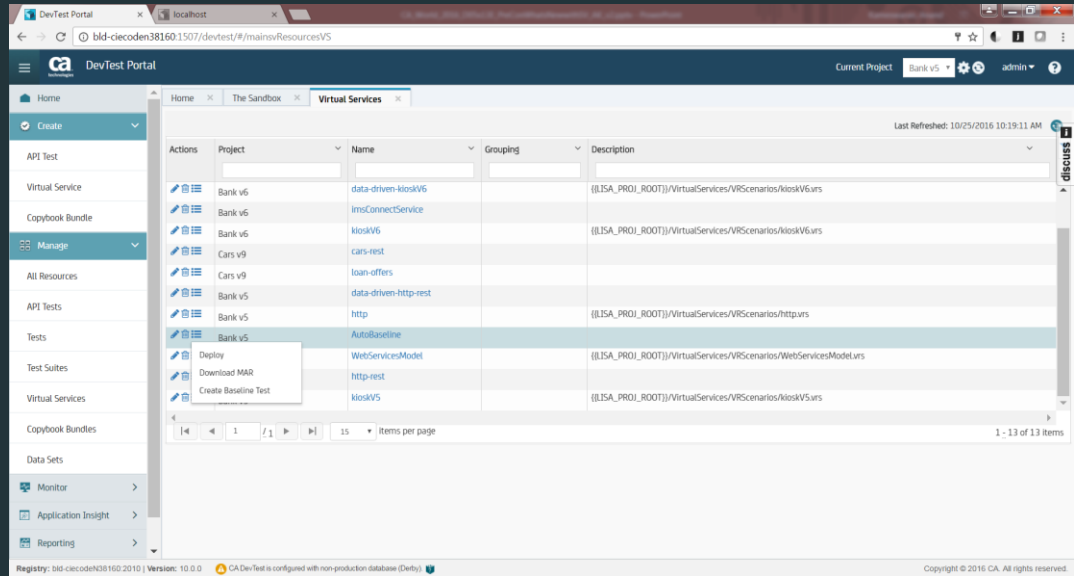 DevTest Portal
localhost
bld-ciecoden38160:1507/devtest/#/mainsvResourcesVS
ca technologies
DevTest Portal
Current Project Bank v5 admin
Home
Home The Sandbox Virtual Services
Create
Last Refreshed: 10/25/2016 10:19:11 AM
discuss
API Test
Virtual Service
Copybook Bundle
Manage
All Resources
API Tests
Tests
Test Suites
Virtual Services
Copybook Bundles
Data Sets
Monitor
Application Insight
Reporting
Actions Project Name Grouping Description
Bank v6 data-driven-kioskV6 {{LISA_PROJ_ROOT}}/VirtualServices/VRScenarios/kioskV6.vrs
Bank v6 imsConnectService
Bank v6 kioskV6 {{LISA_PROJ_ROOT}}/VirtualServices/VRScenarios/kioskV6.vrs
Cars v9 cars-rest
Cars v9 loan-offers
Bank v5 data-driven-http-rest
Bank v5 http {{LISA_PROJ_ROOT}}/VirtualServices/VRScenarios/http.vrs
Bank v5 AutoBaseline
WebServicesModel {{LISA_PROJ_ROOT}}/VirtualServices/VRScenarios/WebServicesModel.vrs
http-rest
kioskV5 {{LISA_PROJ_ROOT}}/VirtualServices/VRScenarios/kioskV5.vrs
Deploy
Download MAR
Create Baseline Test
1 / 1 15 items per page
1 - 13 of 13 items
Registry: bld-ciecodeN38160:2010 | Version: 10.0.0 CA DevTest is configured with non-production database (Derby).
Copyright © 2016 CA. All rights reserved.